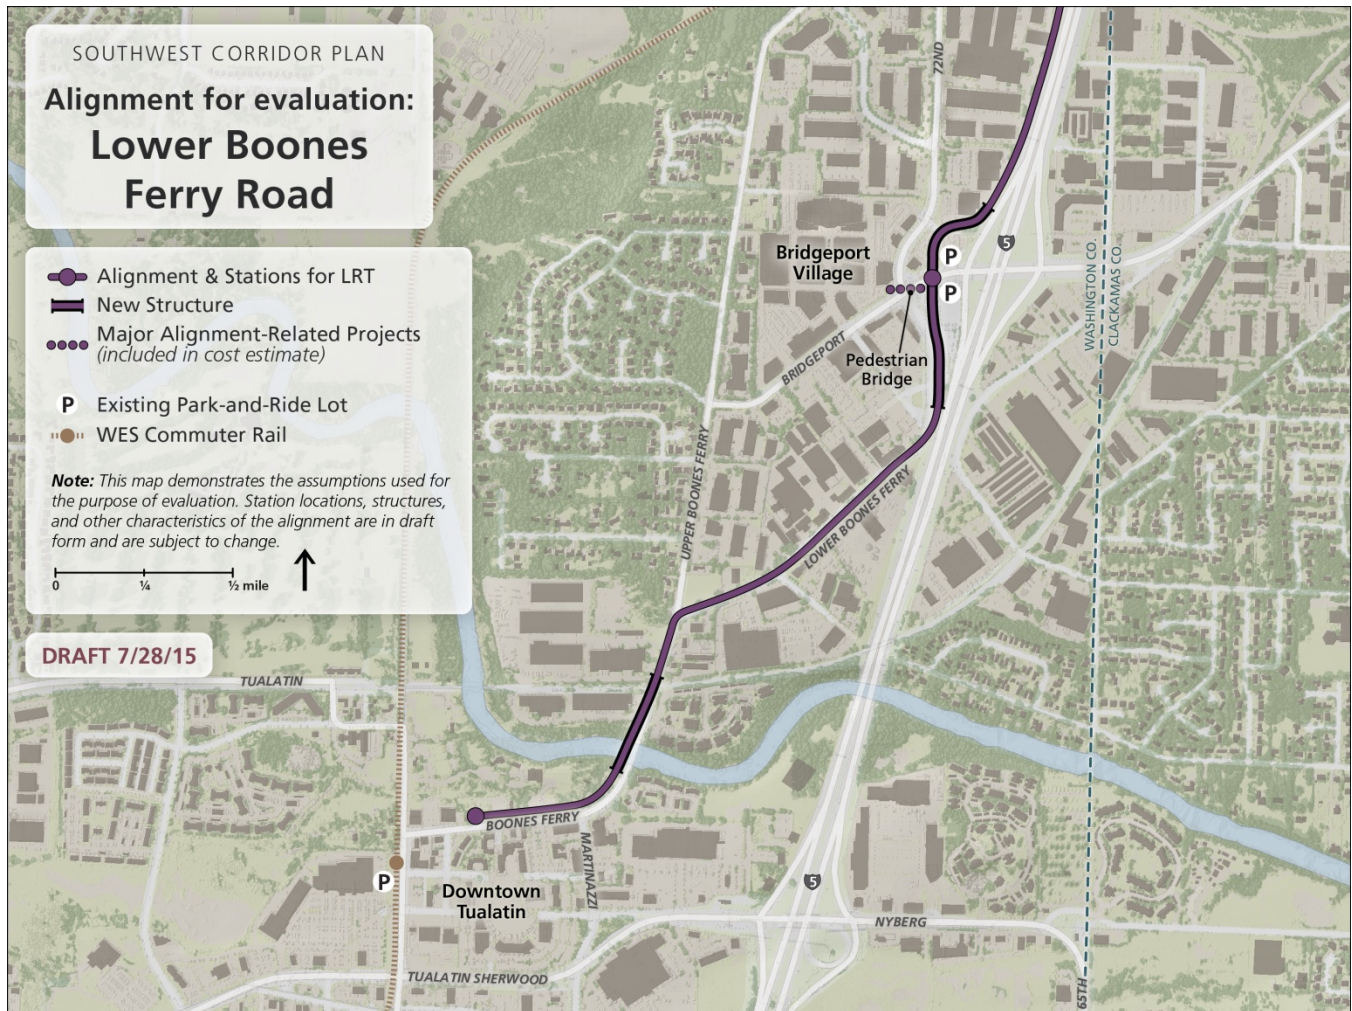 SOUTHWEST CORRIDOR PLAN
Alignment for evaluation:
Lower Boones
Ferry Road
Alignment & Stations for LRT
New Structure
Major Alignment-Related Projects
(included in cost estimate)
P Existing Park-and-Ride Lot
WES Commuter Rail
Note: This map demonstrates the assumptions used for
the purpose of evaluation. Station locations, structures,
and other characteristics of the alignment are in draft
form and are subject to change.
0 ¼ ½ mile
DRAFT 7/28/15
72ND
5
Bridgeport
Village
P
P
WASHINGTON CO.
CLACKAMAS CO.
BRIDGEPORT
Pedestrian
Bridge
UPPER BOONES FERRY
LOWER BOONES FERRY
TUALATIN
BOONES FERRY
MARTINAZZI
P
Downtown
Tualatin
5
NYBERG
TUALATIN SHERWOOD
65TH